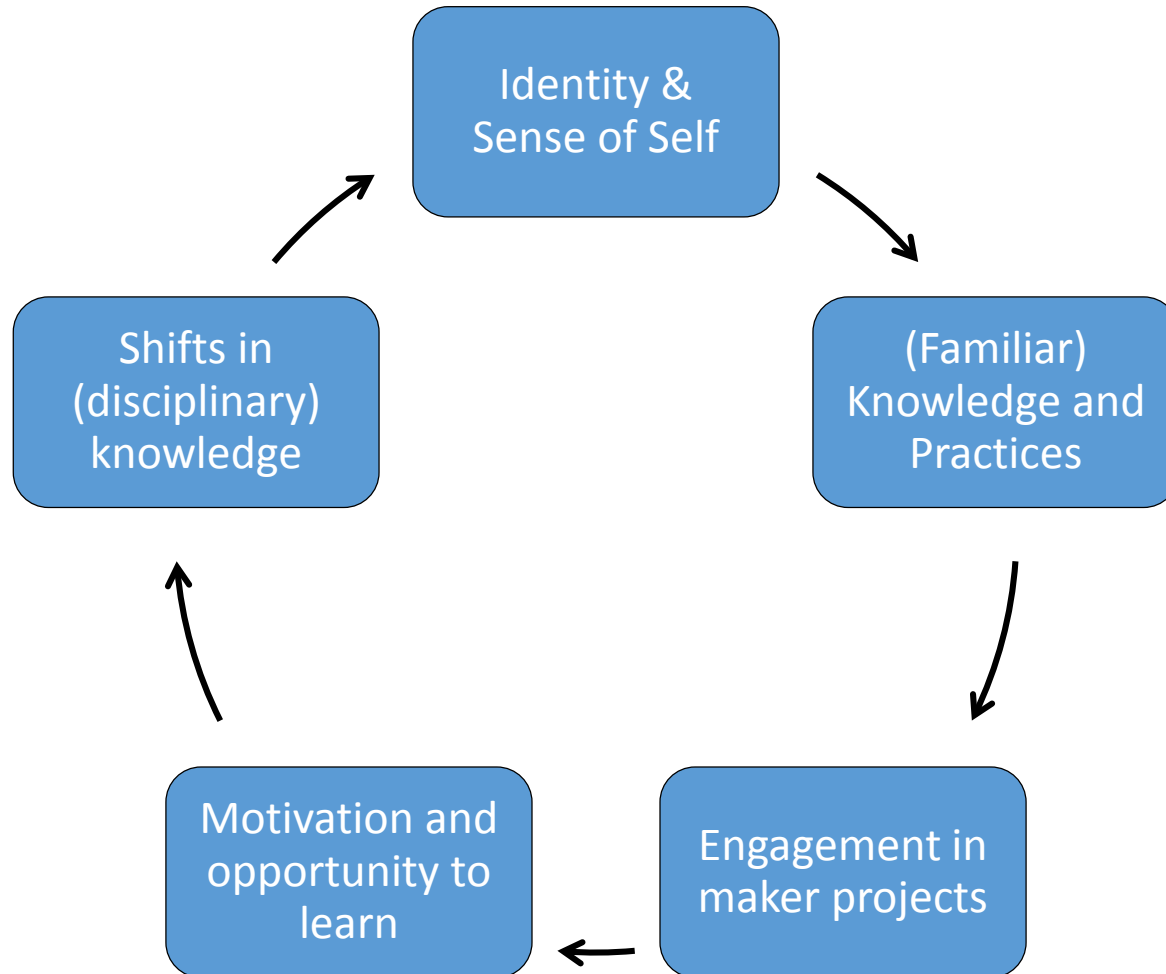 Identity &
Sense of Self
(Familiar)
Knowledge and
Practices
Engagement in
maker projects
Motivation and
opportunity to
learn
Shifts in
(disciplinary)
knowledge